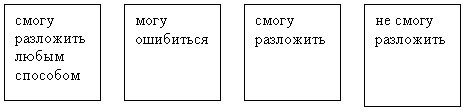 смогу
разложить
любым
способом
могу
ошибиться
смогу
разложить
не смогу
разложить